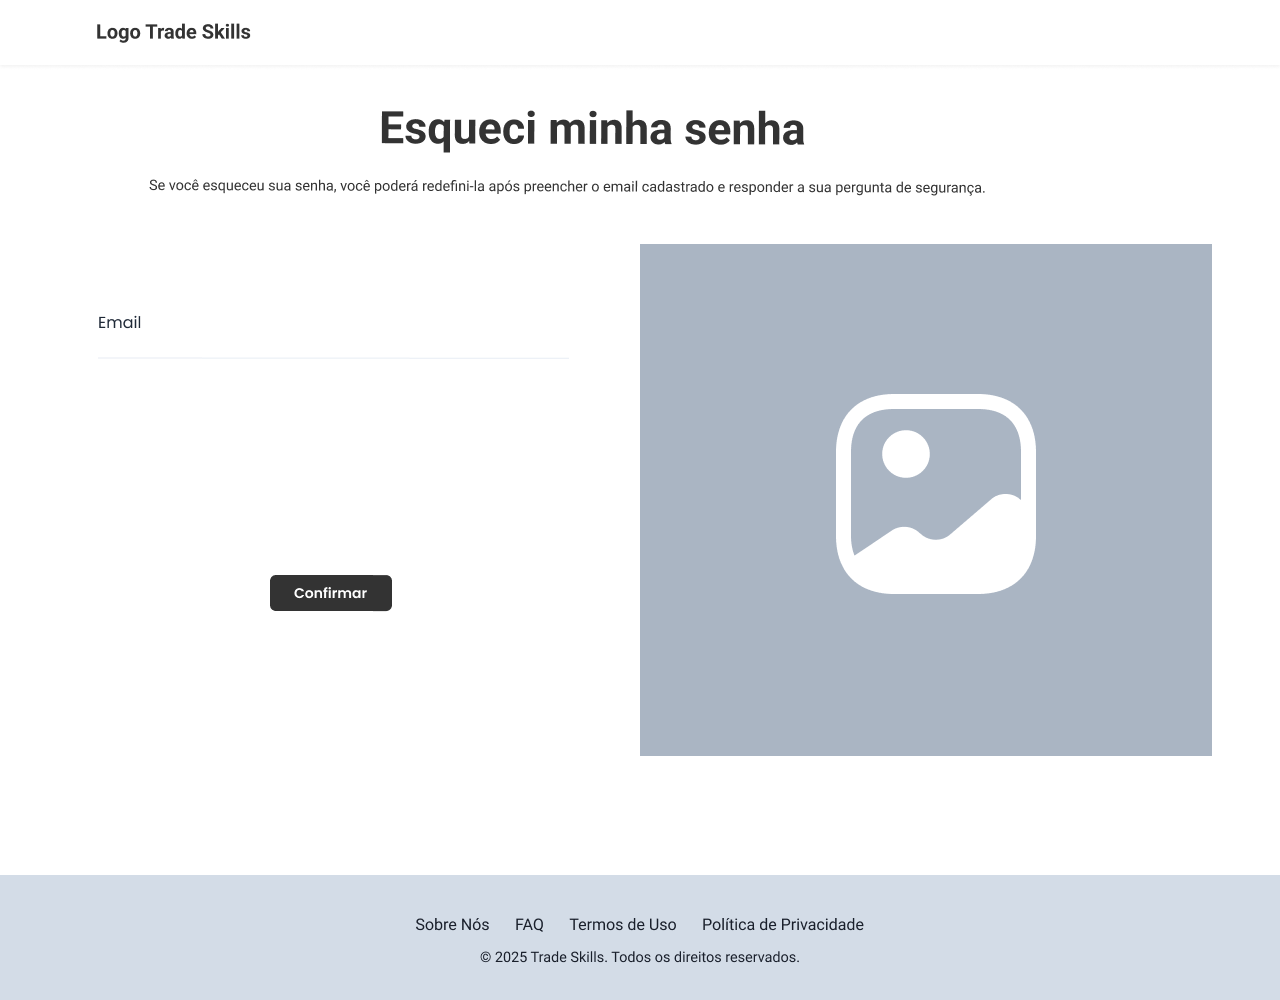 Logo Trade Skills
Esqueci minha senha
Se você esqueceu sua senha, você poderá redefini-la após preencher o email cadastrado e responder a sua pergunta de segurança.
Email
Confirmar
Sobre Nós FAQ Termos de Uso Política de Privacidade
© 2025 Trade Skills. Todos os direitos reservados.